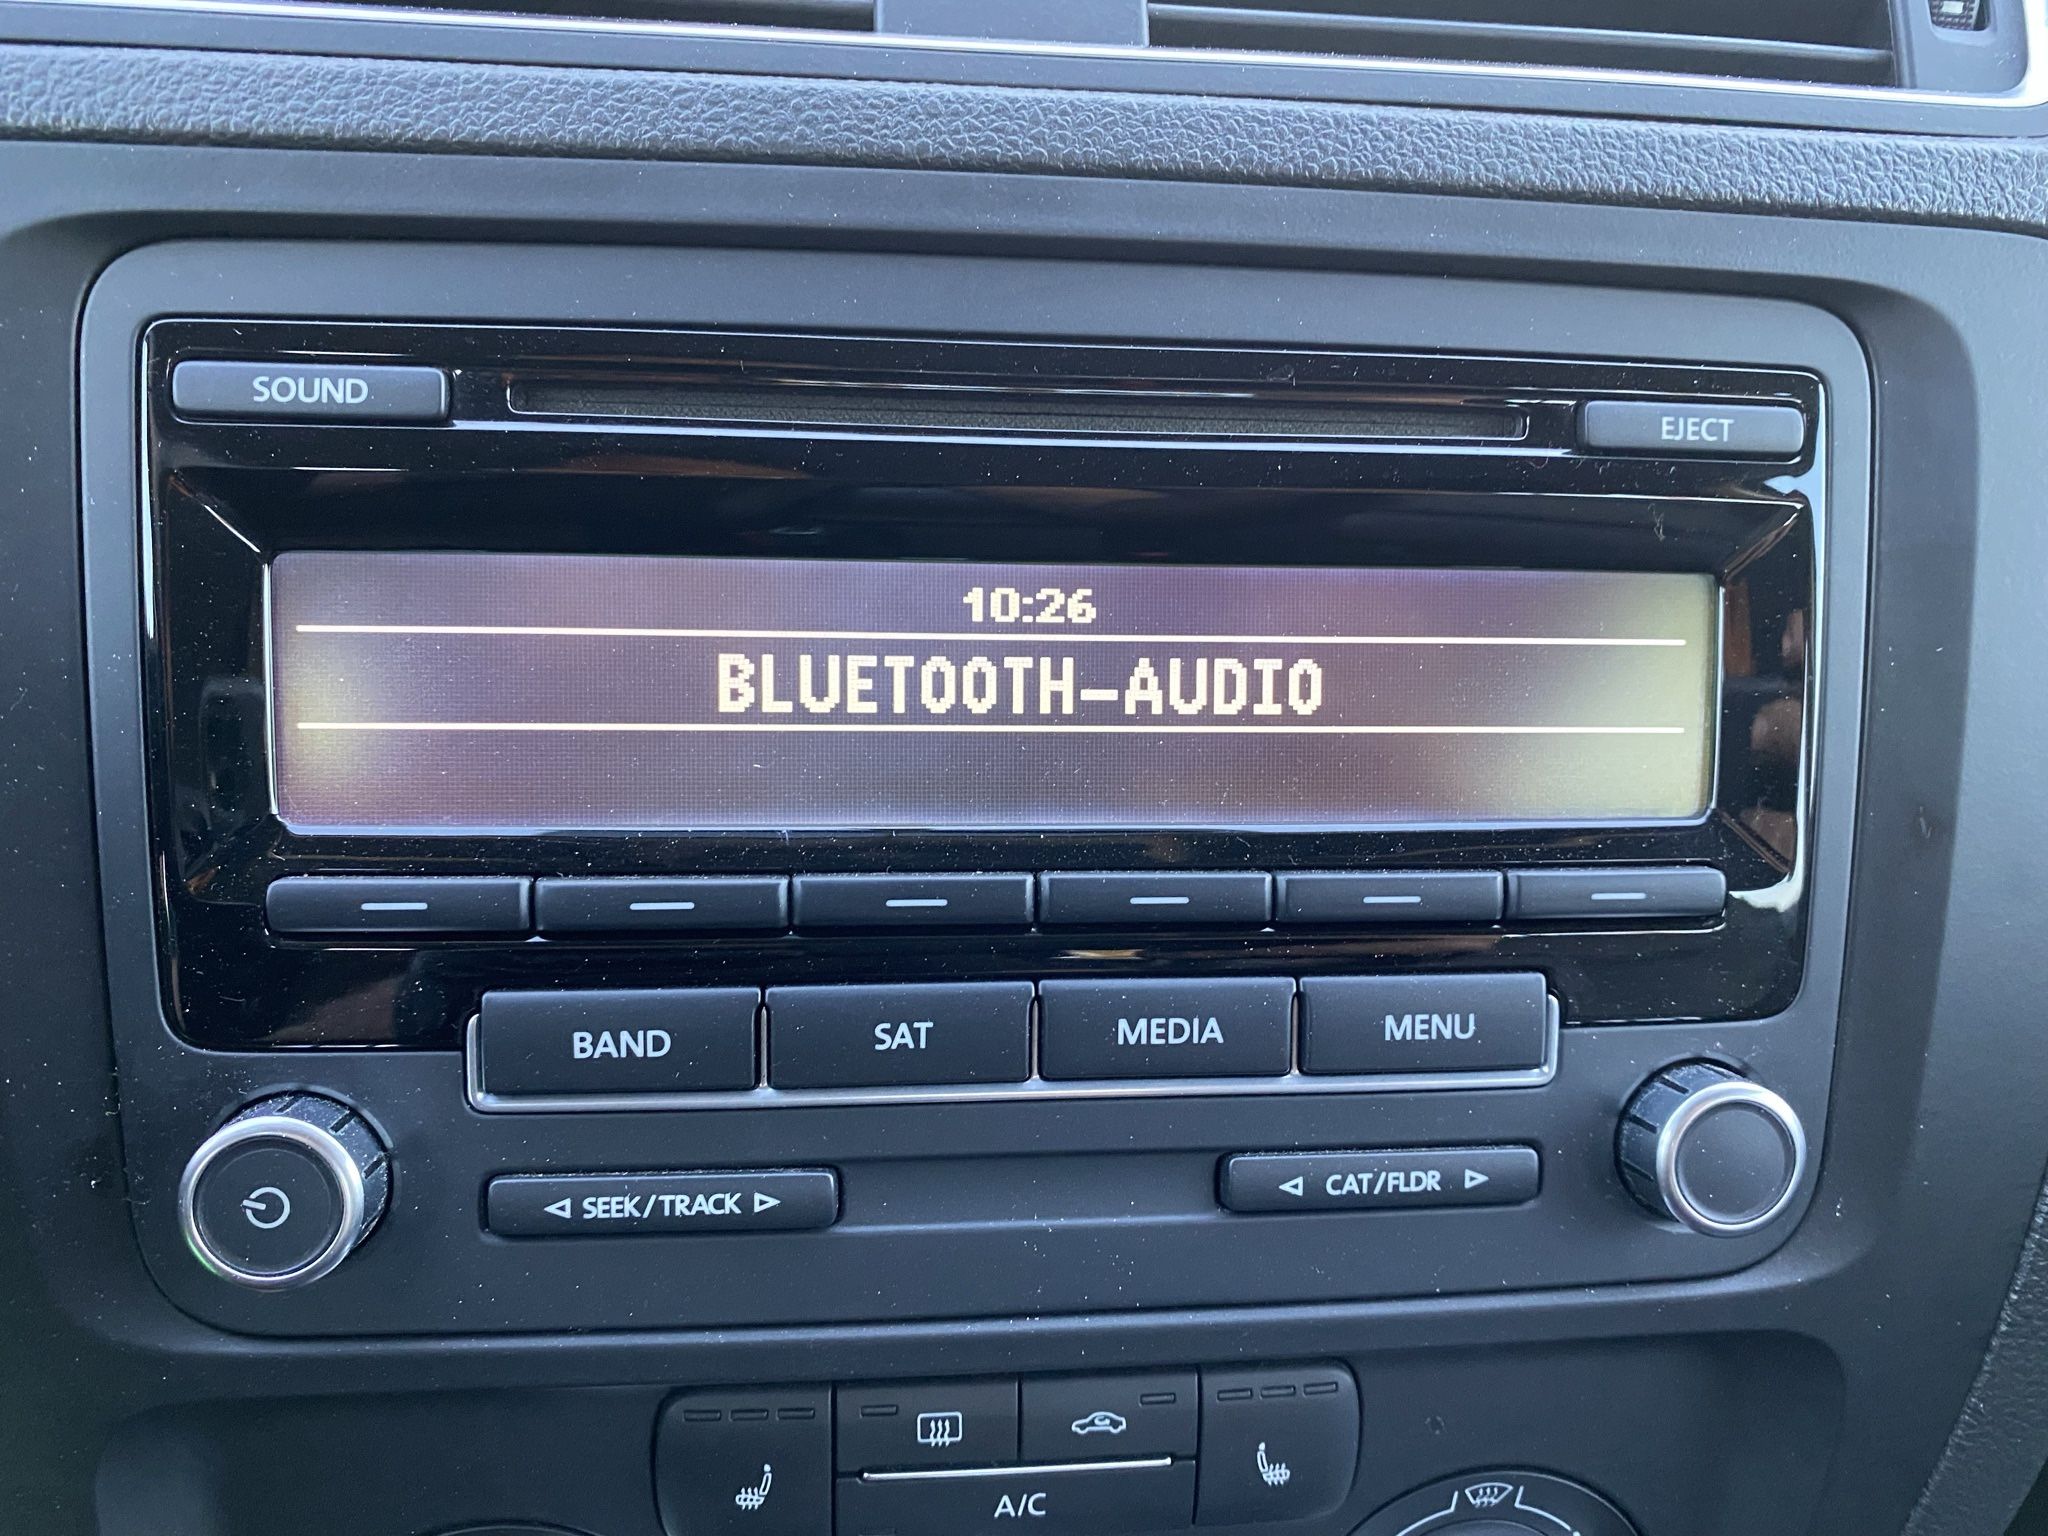 SOUND
EJECT
10:26
BLUETOOTH-AUDIO
BAND
SAT
MEDIA
MENU
SEEK/TRACK
CAT/FLDR
A/C